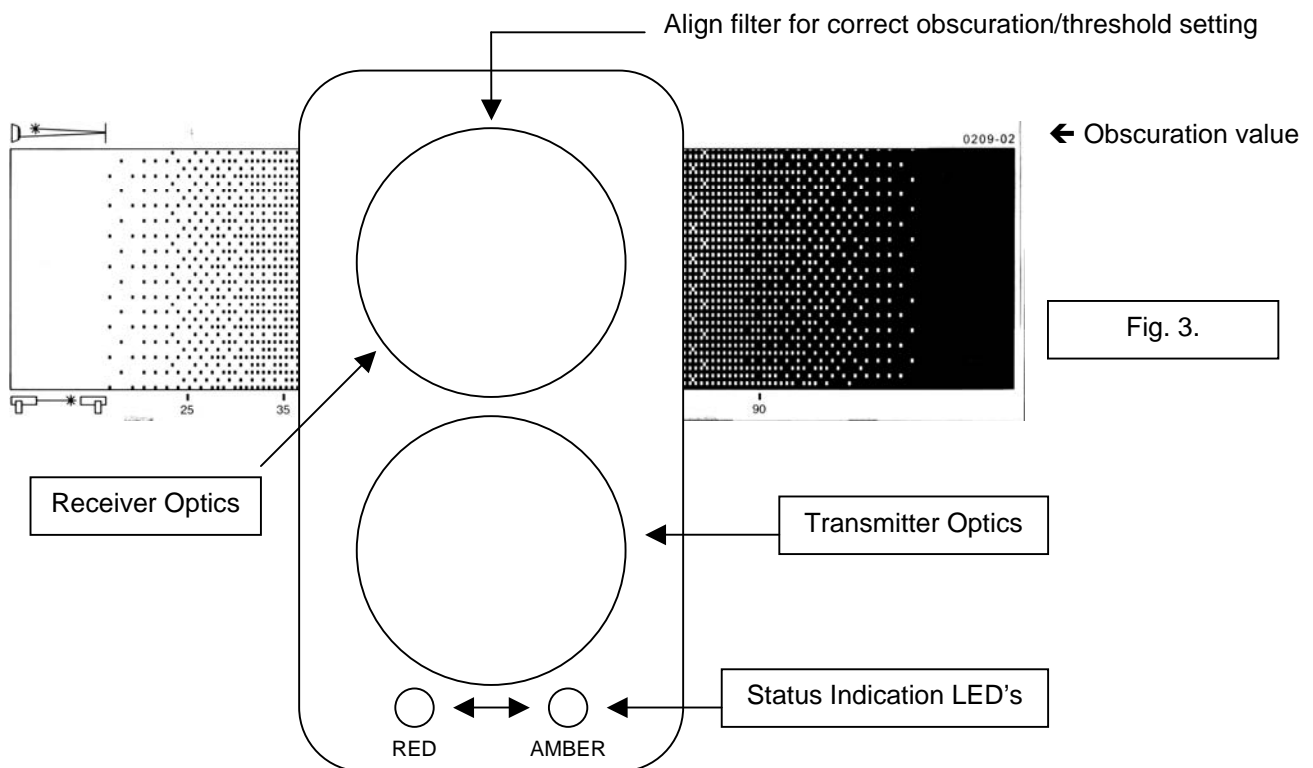 Align filter for correct obscuration/threshold setting
0209-02
← Obscuration value
Fig. 3.
25
35
90
Receiver Optics
Transmitter Optics
Status Indication LED's
RED
AMBER